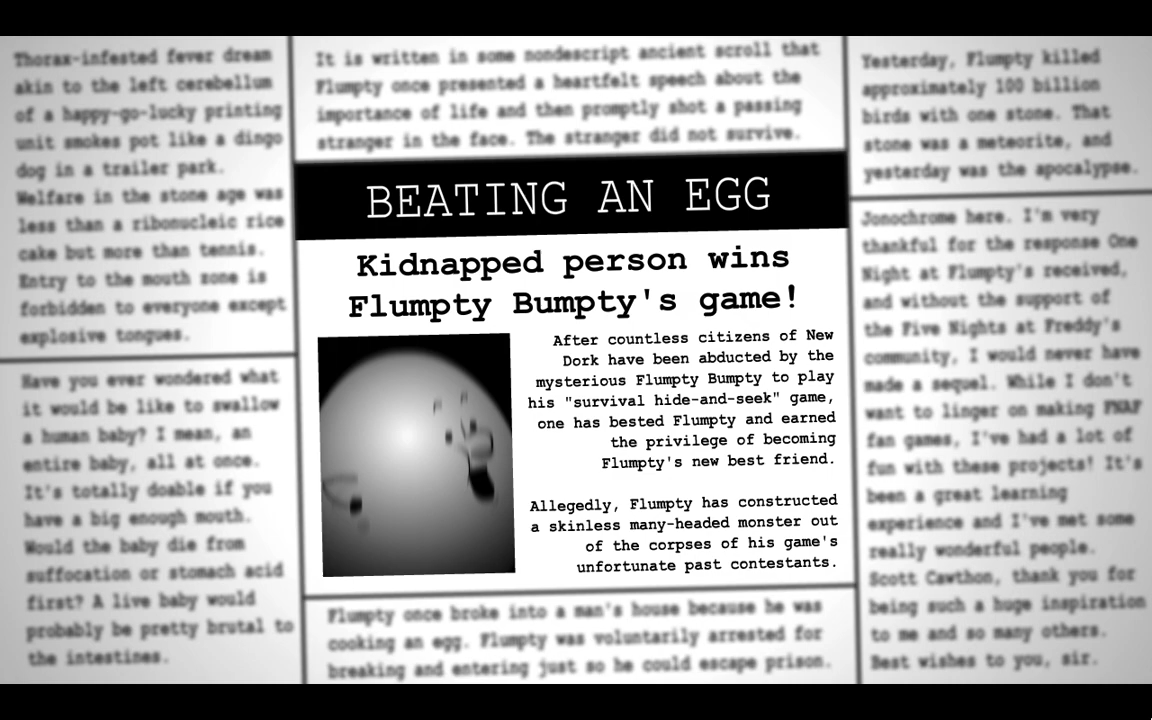 Thorax-infested fever dream
akin to the left cerebellum
of a happy-go-lucky printing
unit smokes pot like a dingo
dog in a trailer park.
Welfare in the stone age was
less than a ribonucleic rice
cake but more than tennis.
Entry to the mouth zone is
forbidden to everyone except
explosive tongues.
Have you ever wondered what
it would be like to swallow
a human baby? I mean, an
entire baby, all at once.
It's totally doable if you
have a big enough mouth.
Would the baby die from
suffocation or stomach acid
first? A live baby would
probably be pretty brutal to
the intestines.
It is written in some nondescript ancient scroll that
Flumpty once presented a heartfelt speech about the
importance of life and then promptly shot a passing
stranger in the face. The stranger did not survive.
BEATING AN EGG
Kidnapped person wins
Flumpty Bumpty's game!
After countless citizens of New
Dork have been abducted by the
mysterious Flumpty Bumpty to play
his "survival hide-and-seek" game,
one has bested Flumpty and earned
the privilege of becoming
Flumpty's new best friend.
Allegedly, Flumpty has constructed
a skinless many-headed monster out
of the corpses of his game's
unfortunate past contestants.
Flumpty once broke into a man's house because he was
cooking an egg. Flumpty was voluntarily arrested for
breaking and entering just so he could escape prison.
Yesterday, Flumpty killed
approximately 100 billion
birds with one stone. That
stone was a meteorite, and
yesterday was the apocalypse.
Jonochrome here. I'm very
thankful for the response One
Night at Flumpty's received,
and without the support of
the Five Nights at Freddy's
community, I would never have
made a sequel. While I don't
want to linger on making FNAF
fan games, I've had a lot of
fun with these projects! It's
been a great learning
experience and I've met some
really wonderful people.
Scott Cawthon, thank you for
being such a huge inspiration
to me and so many others.
Best wishes to you, sir.